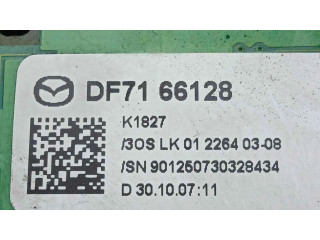 DF71 66128
K1827
/3OS LK 01 2264 03-08
/SN 901250730328434
D 30.10.07:11